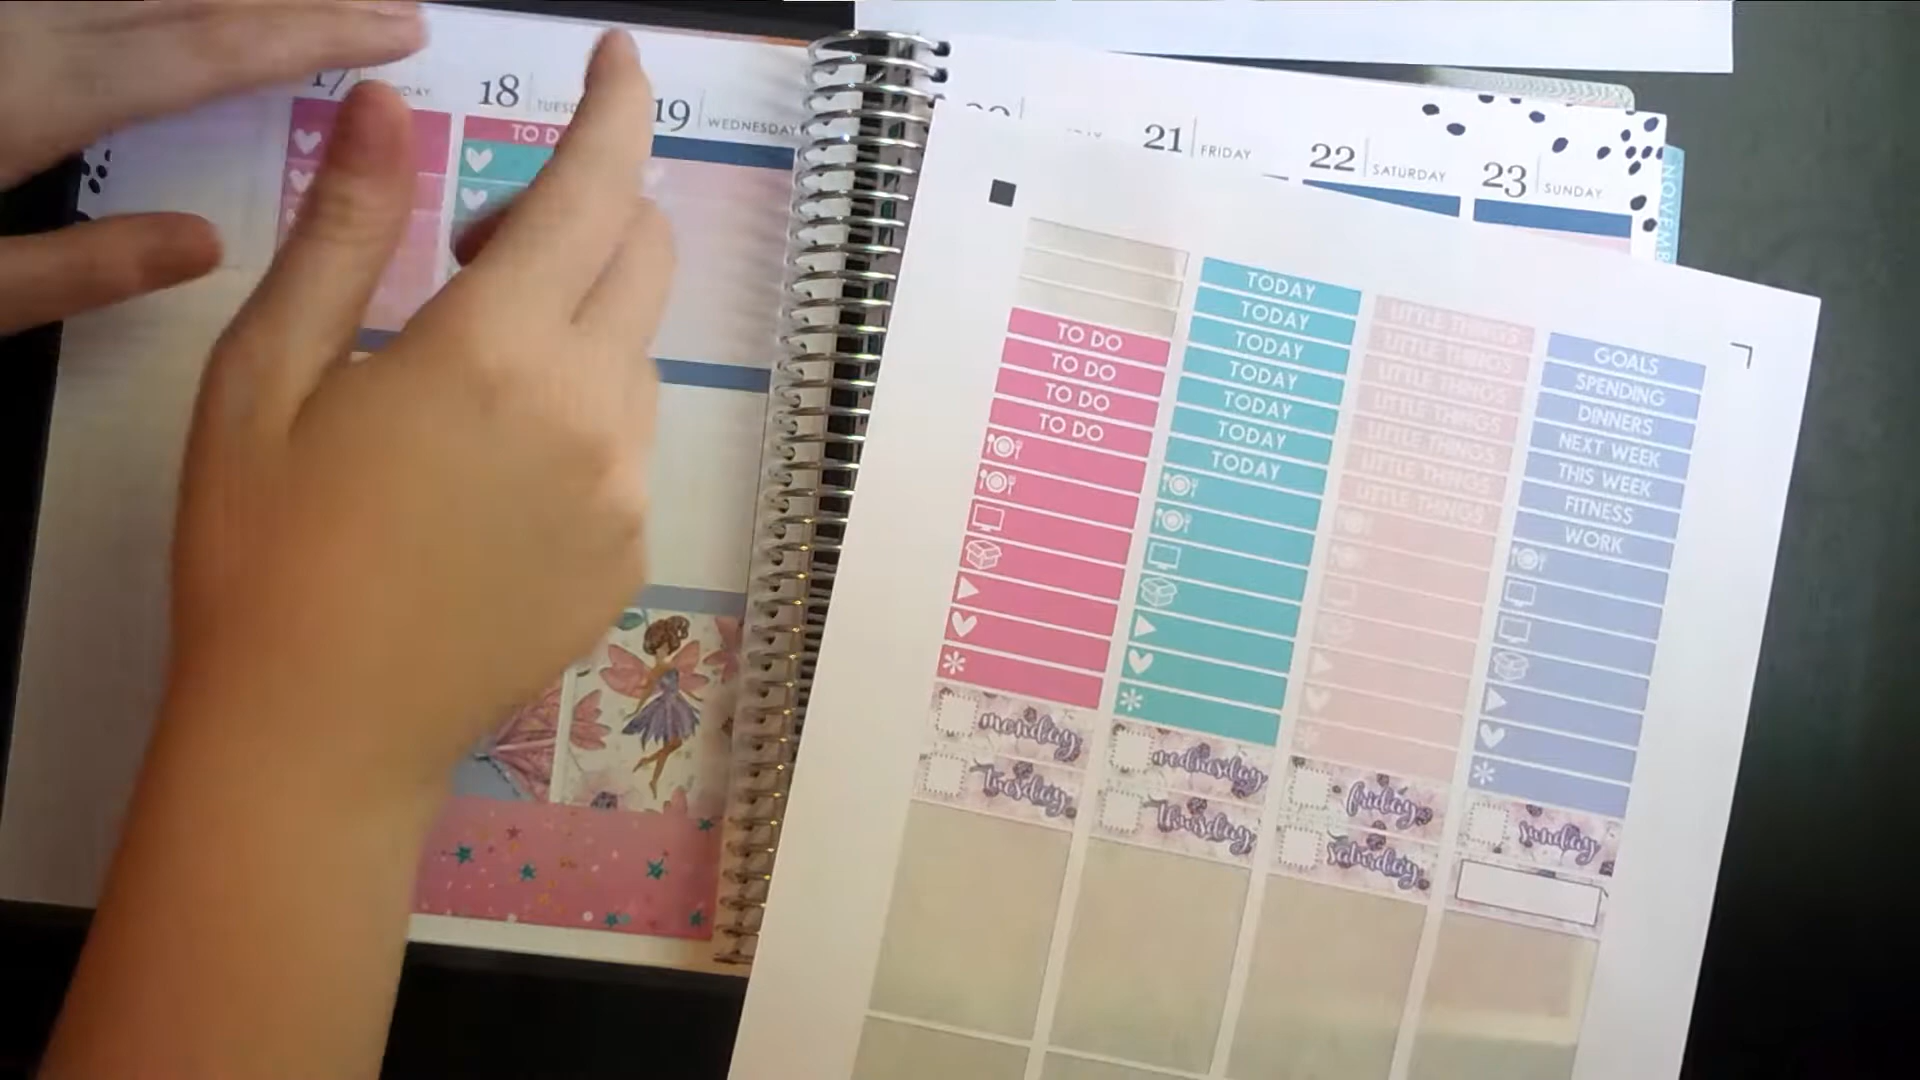 17
18
19 WEDNESDAY
21 FRIDAY
22 SATURDAY
23 SUNDAY
TO D
TO DO
TO DO
TO DO
TO DO
monday
tuesday
TODAY
TODAY
TODAY
TODAY
TODAY
TODAY
TODAY
wednesday
thursday
LITTLE THINGS
LITTLE THINGS
LITTLE THINGS
LITTLE THINGS
LITTLE THINGS
LITTLE THINGS
LITTLE THINGS
friday
saturday
GOALS
SPENDING
DINNERS
NEXT WEEK
THIS WEEK
FITNESS
WORK
sunday
NOVEMB